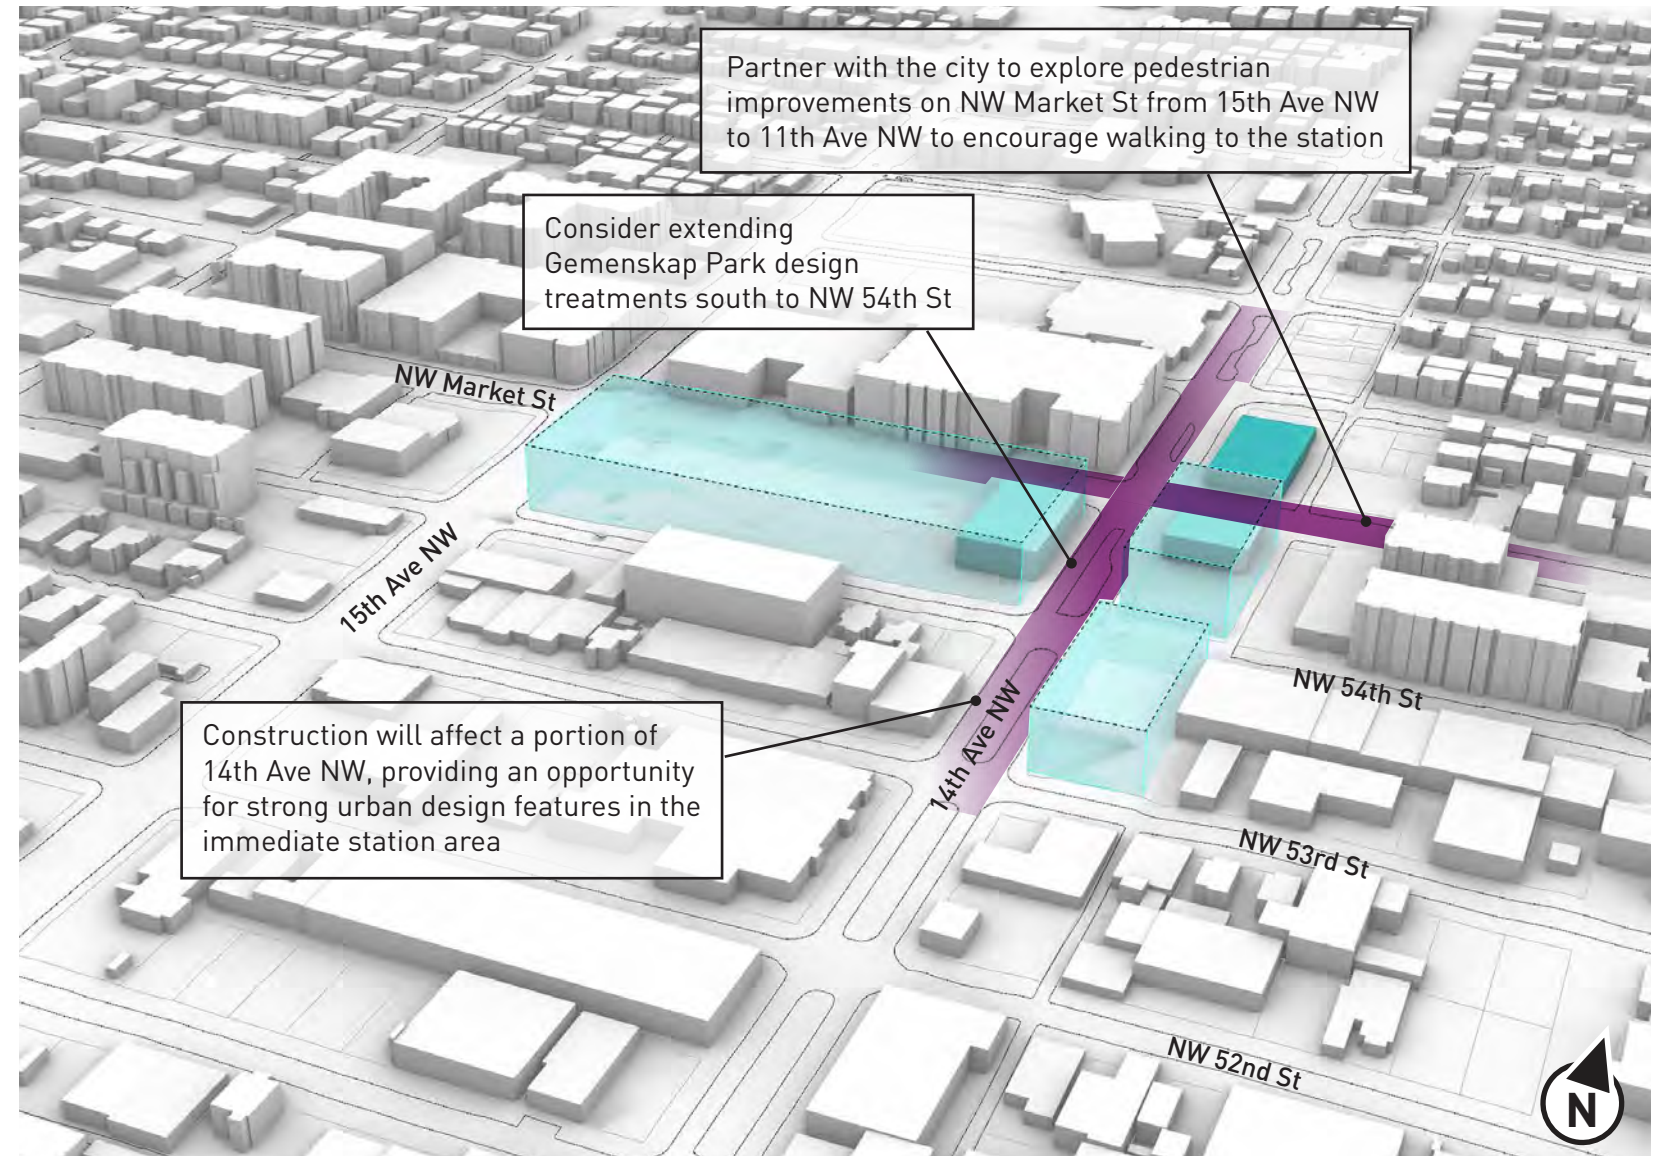 Partner with the city to explore pedestrian
improvements on NW Market St from 15th Ave NW
to 11th Ave NW to encourage walking to the station
Consider extending
Gemenskap Park design
treatments south to NW 54th St
NW Market St
15th Ave NW
NW 54th St
14th Ave NW
Construction will affect a portion of
14th Ave NW, providing an opportunity
for strong urban design features in the
immediate station area
NW 53rd St
NW 52nd St
N